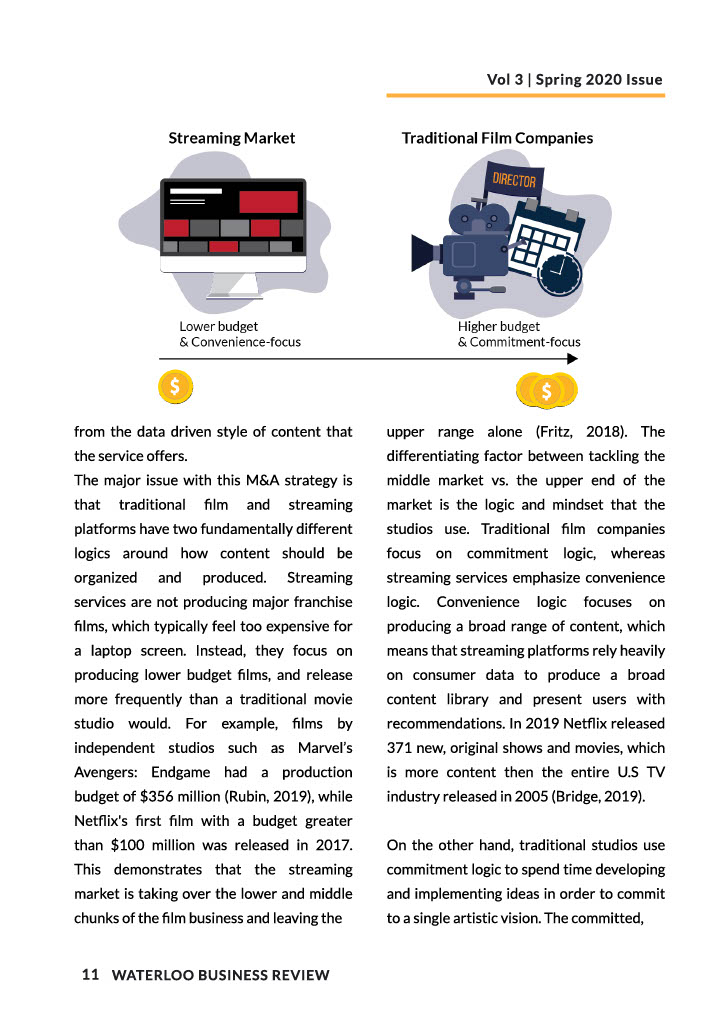 Vol 3 | Spring 2020 Issue
Streaming Market
Traditional Film Companies
DIRECTOR
Lower budget
& Convenience-focus
Higher budget
& Commitment-focus
$
$
from the data driven style of content that
the service offers.
The major issue with this M&A strategy is
that traditional film and streaming
platforms have two fundamentally different
logics around how content should be
organized and produced. Streaming
services are not producing major franchise
films, which typically feel too expensive for
a laptop screen. Instead, they focus on
producing lower budget films, and release
more frequently than a traditional movie
studio would. For example, films by
independent studios such as Marvel's
Avengers: Endgame had a production
budget of $356 million (Rubin, 2019), while
Netflix's first film with a budget greater
than $100 million was released in 2017.
This demonstrates that the streaming
market is taking over the lower and middle
chunks of the film business and leaving the
upper range alone (Fritz, 2018). The
differentiating factor between tackling the
middle market vs. the upper end of the
market is the logic and mindset that the
studios use. Traditional film companies
focus on commitment logic, whereas
streaming services emphasize convenience
logic. Convenience logic focuses on
producing a broad range of content, which
means that streaming platforms rely heavily
on consumer data to produce a broad
content library and present users with
recommendations. In 2019 Netflix released
371 new, original shows and movies, which
is more content then the entire U.S TV
industry released in 2005 (Bridge, 2019).
On the other hand, traditional studios use
commitment logic to spend time developing
and implementing ideas in order to commit
to a single artistic vision. The committed,
11 WATERLOO BUSINESS REVIEW